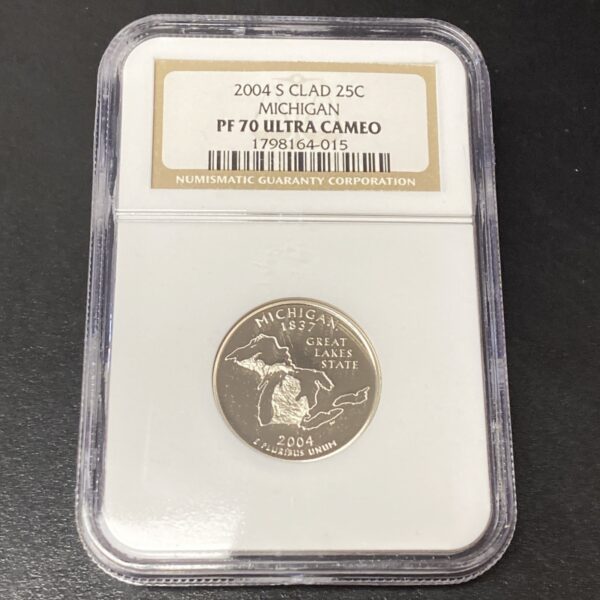 2004 S CLAD 25C
MICHIGAN
PF 70 ULTRA CAMEO
1798164-015
NUMISMATIC GUARANTY CORPORATION
MICHIGAN
1837
GREAT
LAKES
STATE
2004
E PLURIBUS UNUM